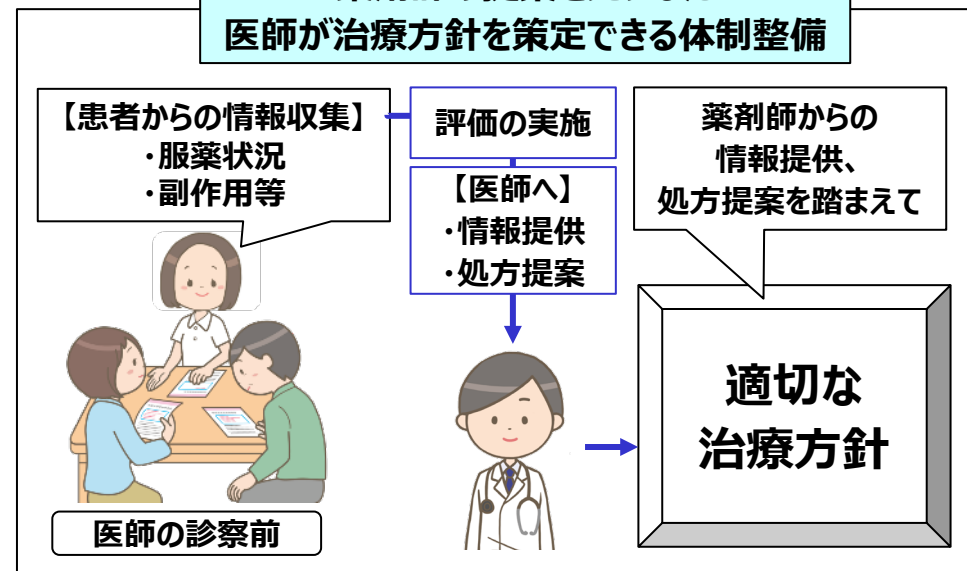 医師が治療方針を策定できる体制整備
【患者からの情報収集】
・服薬状況
・副作用等
評価の実施
【医師へ】
・情報提供
・処方提案
薬剤師からの
情報提供、
処方提案を踏まえて
適切な
治療方針
医師の診察前